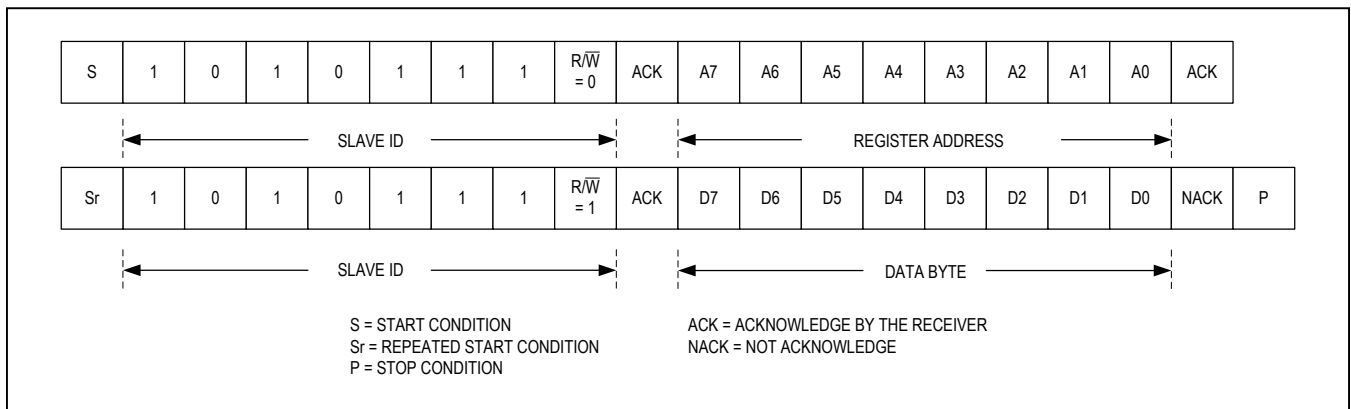 S 1 0 1 0 1 1 1 R/W̅ = 0 ACK A7 A6 A5 A4 A3 A2 A1 A0 ACK
SLAVE ID REGISTER ADDRESS
Sr 1 0 1 0 1 1 1 R/W̅ = 1 ACK D7 D6 D5 D4 D3 D2 D1 D0 NACK P
SLAVE ID DATA BYTE
S = START CONDITION ACK = ACKNOWLEDGE BY THE RECEIVER
Sr = REPEATED START CONDITION NACK = NOT ACKNOWLEDGE
P = STOP CONDITION